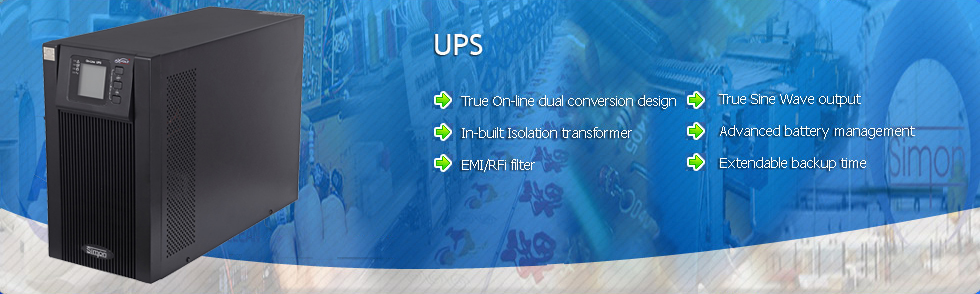 UPS
True On-line dual conversion design
In-built Isolation transformer
EMI/RFi filter
True Sine Wave output
Advanced battery management
Extendable backup time
Simon
Simon